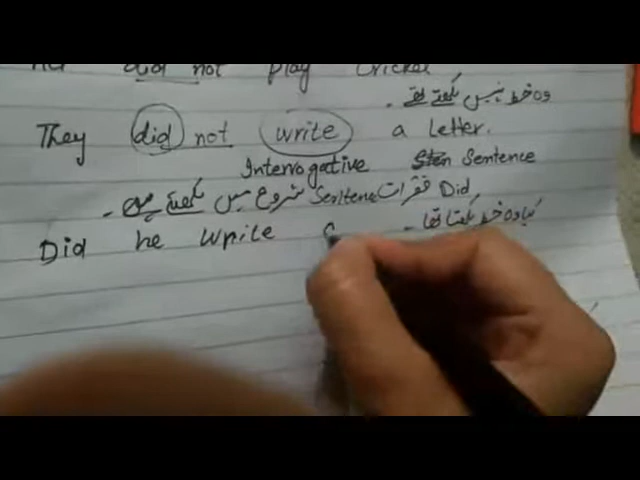 did not Play Cricket
وہ خط نہیں لکھتے تھے ۔
They did not write a Letter.
Interrogative Sentence
Did فقرات Sentence شروع میں لکھتے ہیں ۔
کیا وہ خط لکھتا تھا ۔
Did he write